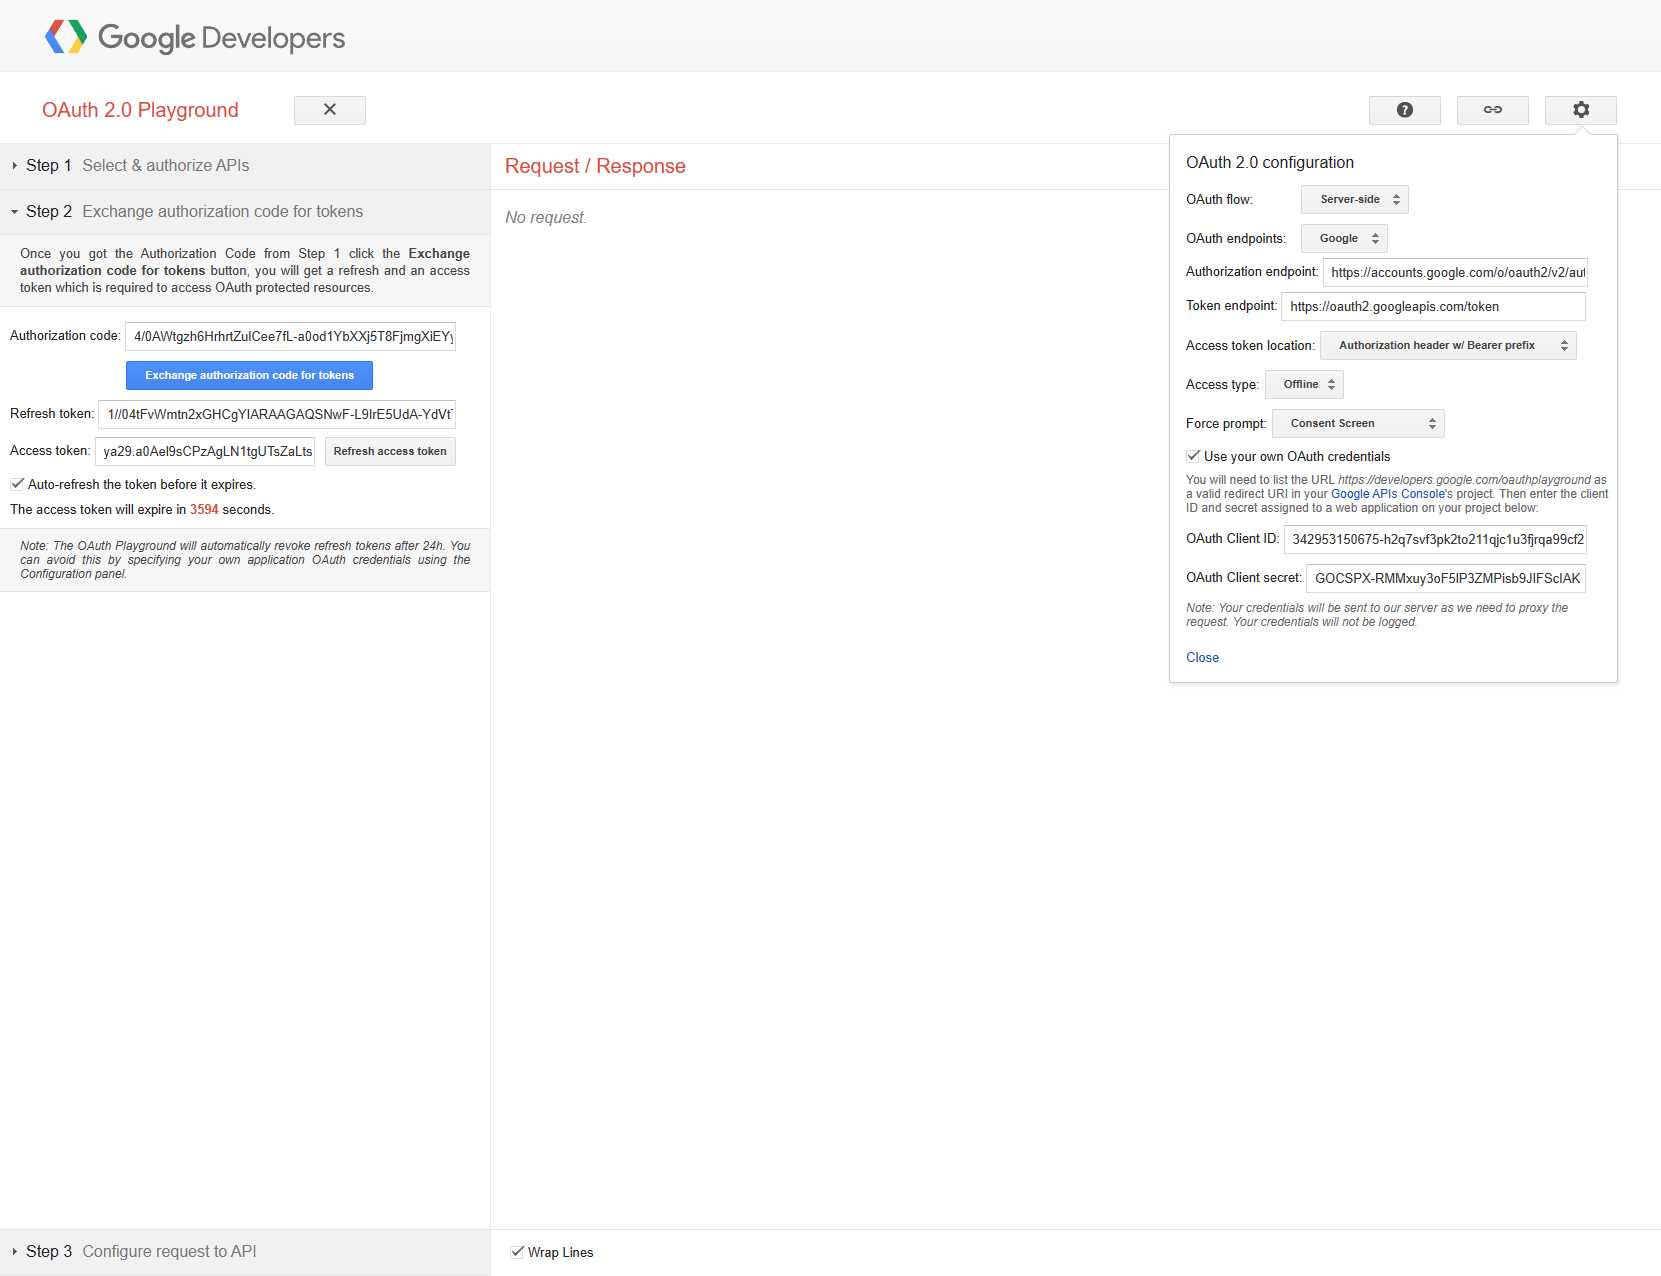 Google Developers
OAuth 2.0 Playground
Step 1 Select & authorize APIs
Step 2 Exchange authorization code for tokens
Once you got the Authorization Code from Step 1 click the Exchange
authorization code for tokens button, you will get a refresh and an access
token which is required to access OAuth protected resources.
Authorization code: 4/0AWtgzh6HrhrtZulCee7fL-a0od1YbXXj5T8FjmgXiEYy
Exchange authorization code for tokens
Refresh token: 1//04tFvWmtn2xGHCgYIARAAGAQSNwF-L9IrE5UdA-YdVt
Access token: ya29.a0Ael9sCPzAgLN1tgUTsZaLts
Refresh access token
Auto-refresh the token before it expires.
The access token will expire in 3594 seconds.
Note: The OAuth Playground will automatically revoke refresh tokens after 24h. You
can avoid this by specifying your own application OAuth credentials using the
Configuration panel.
Step 3 Configure request to API
Request / Response
No request.
Wrap Lines
OAuth 2.0 configuration
OAuth flow: Server-side
OAuth endpoints: Google
Authorization endpoint: https://accounts.google.com/o/oauth2/v2/aut
Token endpoint: https://oauth2.googleapis.com/token
Access token location: Authorization header w/ Bearer prefix
Access type: Offline
Force prompt: Consent Screen
Use your own OAuth credentials
You will need to list the URL https://developers.google.com/oauthplayground as
a valid redirect URI in your Google APIs Console's project. Then enter the client
ID and secret assigned to a web application on your project below:
OAuth Client ID: 342953150675-h2q7svf3pk2to211qjc1u3fjrqa99cf2
OAuth Client secret: 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
Note: Your credentials will be sent to our server as we need to proxy the
request. Your credentials will not be logged.
Close